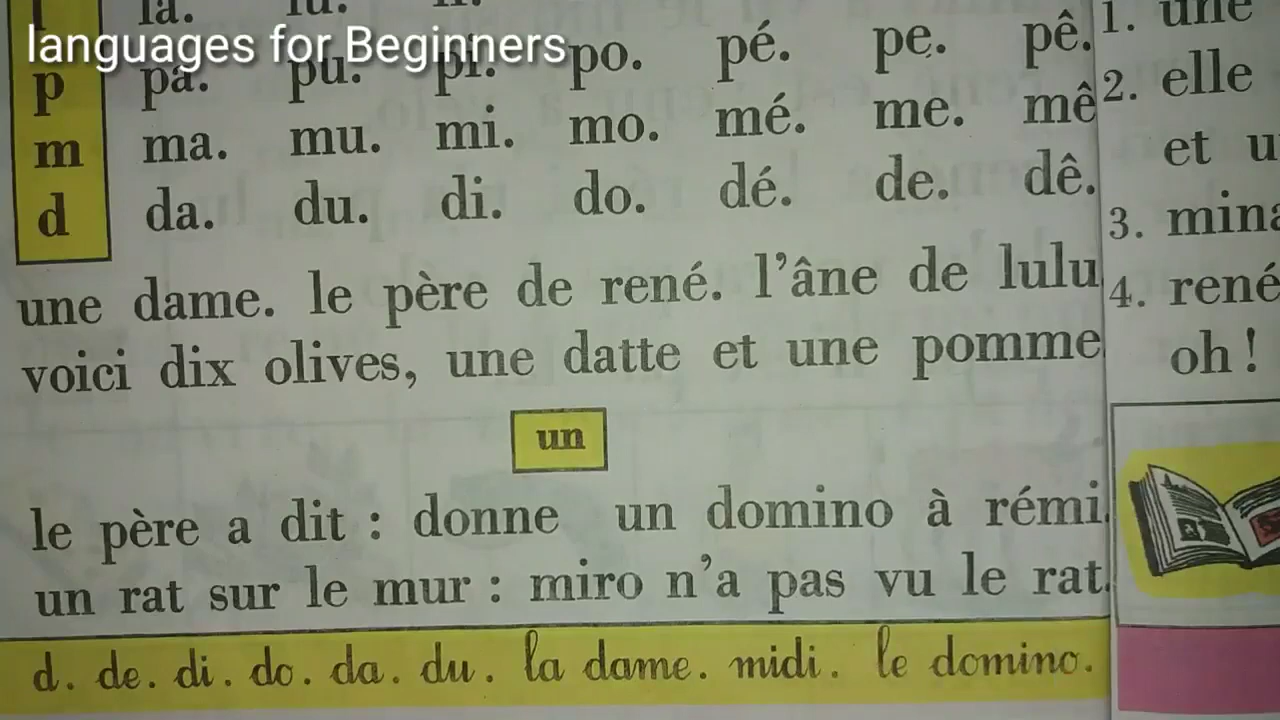 languages for Beginners
l la. lu.
p pa. pu. pi. po. pé. pe. pê.
m ma. mu. mi. mo. mé. me. mê
d da. du. di. do. dé. de. dê.
une dame. le père de rené. l'âne de lulu
voici dix olives, une datte et une pomme
un
le père a dit : donne un domino à rémi.
un rat sur le mur : miro n'a pas vu le rat.
d. de. di. do. da. du. la dame. midi. le domino.
1. une
2. elle
et
3.
4. rené
oh !